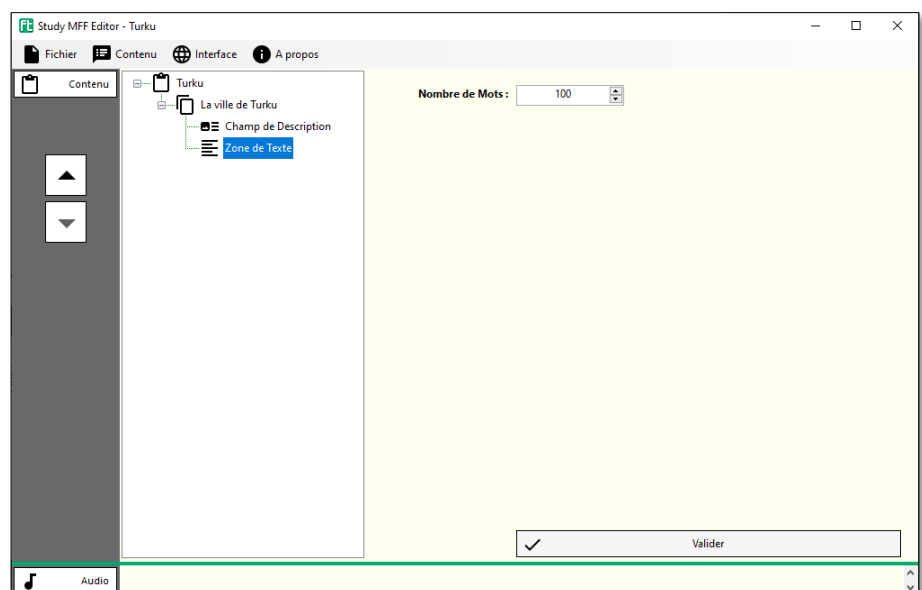 ft Study MFF Editor - Turku
Fichier Contenu Interface A propos
Contenu
Turku
La ville de Turku
Champ de Description
Zone de Texte
Nombre de Mots : 100
Valider
Audio